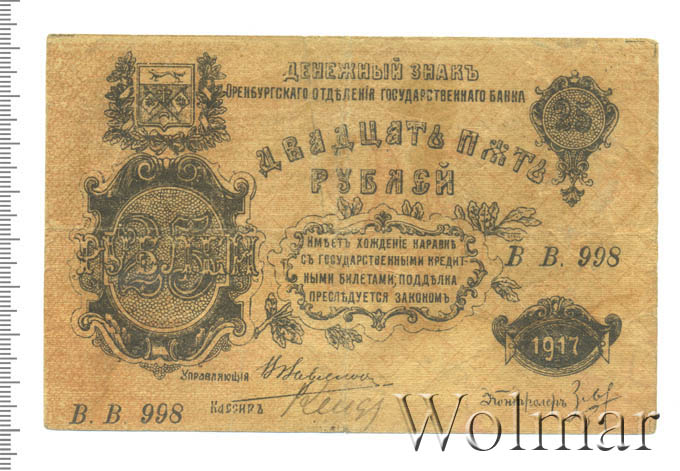 ДЕНЕЖНЫЙ ЗНАКЪ
ОРЕНБУРГСКАГО ОТДѢЛЕНІЯ ГОСУДАРСТВЕННАГО БАНКА
25
ДВАДЦАТЬ ПЯТЬ
РУБЛЕЙ
25
РУБЛЕЙ
ИМѢЕТЪ ХОЖДЕНІЕ НАРАВНѢ
СЪ ГОСУДАРСТВЕННЫМИ КРЕДИТ-
НЫМИ БИЛЕТАМИ, ПОДДѢЛКА
ПРЕСЛѢДУЕТСЯ ЗАКОНОМЪ
В В. 998
1917
Управляющій
В. В. 998
Кассиръ
Контролеръ
Wolmar